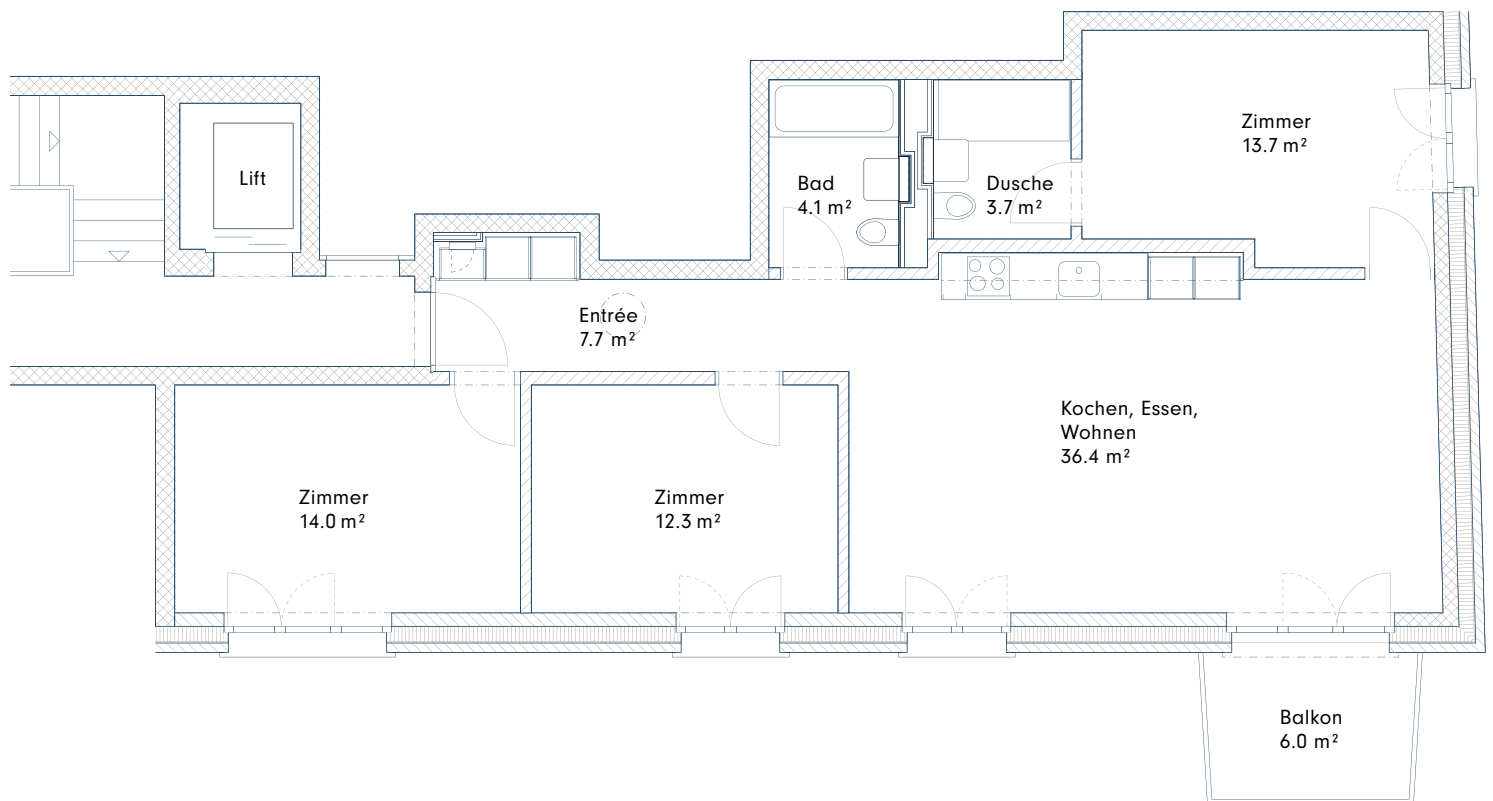 Zimmer
13.7 m²
Lift
Bad
4.1 m²
Dusche
3.7 m²
Entrée
7.7 m²
Kochen, Essen,
Wohnen
36.4 m²
Zimmer
14.0 m²
Zimmer
12.3 m²
Balkon
6.0 m²